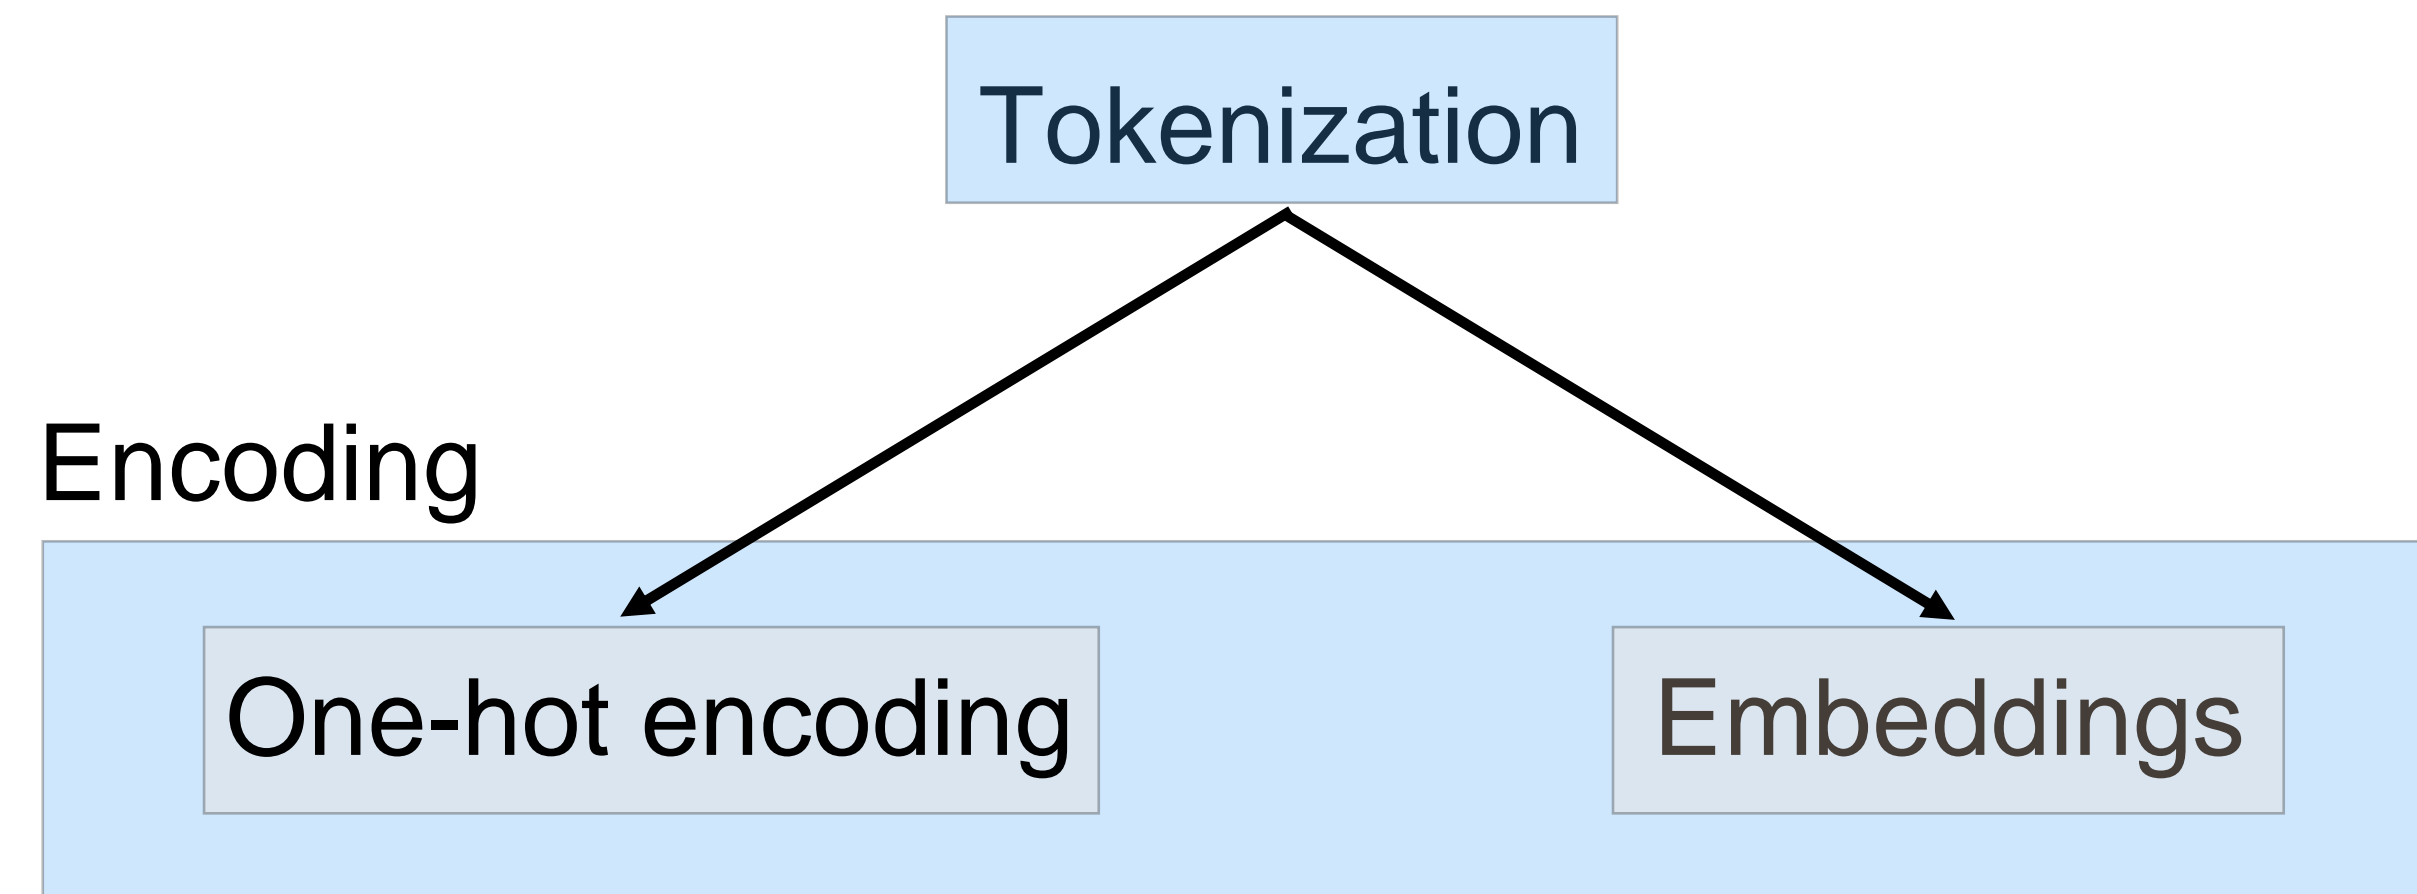 Tokenization
Encoding
One-hot encoding
Embeddings